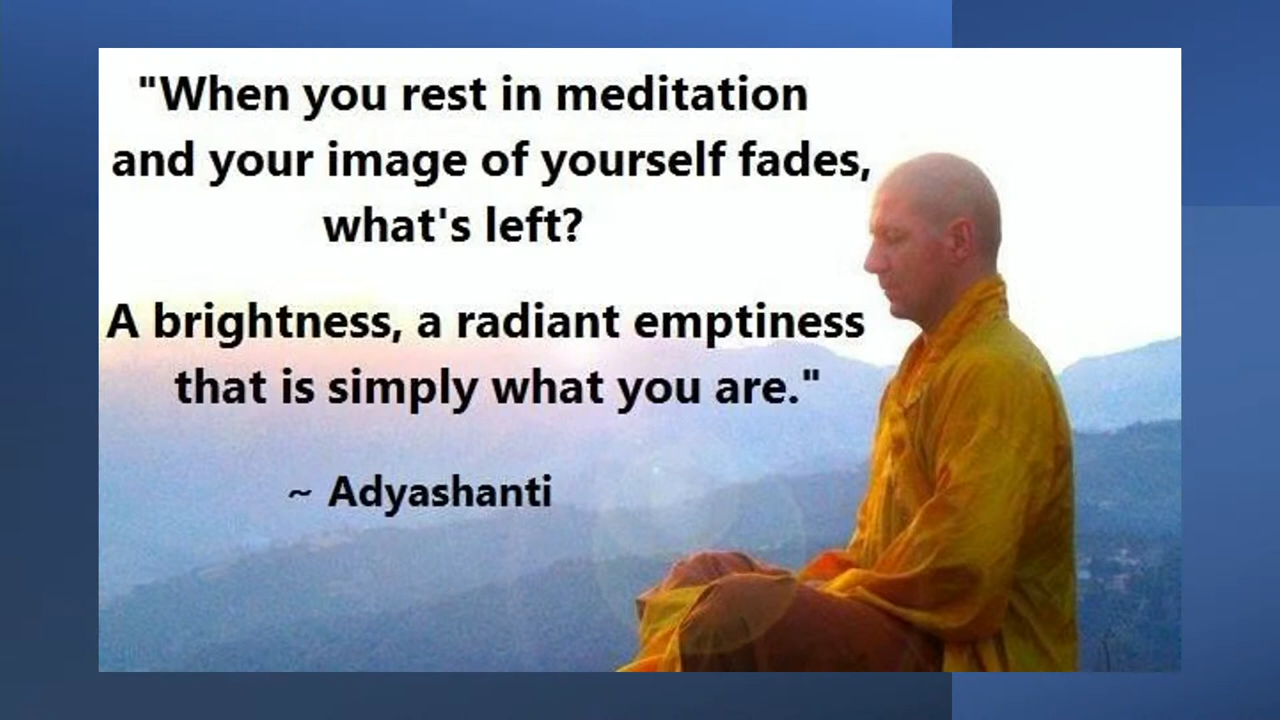 "When you rest in meditation
and your image of yourself fades,
what's left?
A brightness, a radiant emptiness
that is simply what you are."
~ Adyashanti